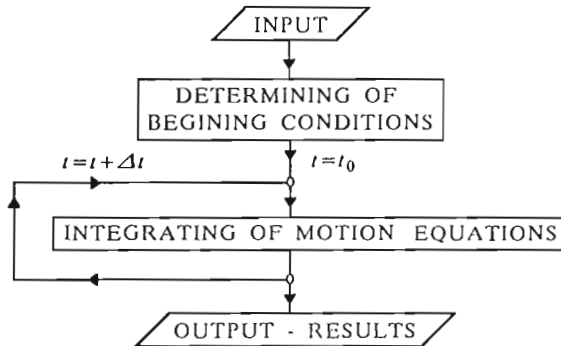 INPUT
DETERMINING OF
BEGINING CONDITIONS
t=t+Δt
t=t₀
INTEGRATING OF MOTION EQUATIONS
OUTPUT - RESULTS